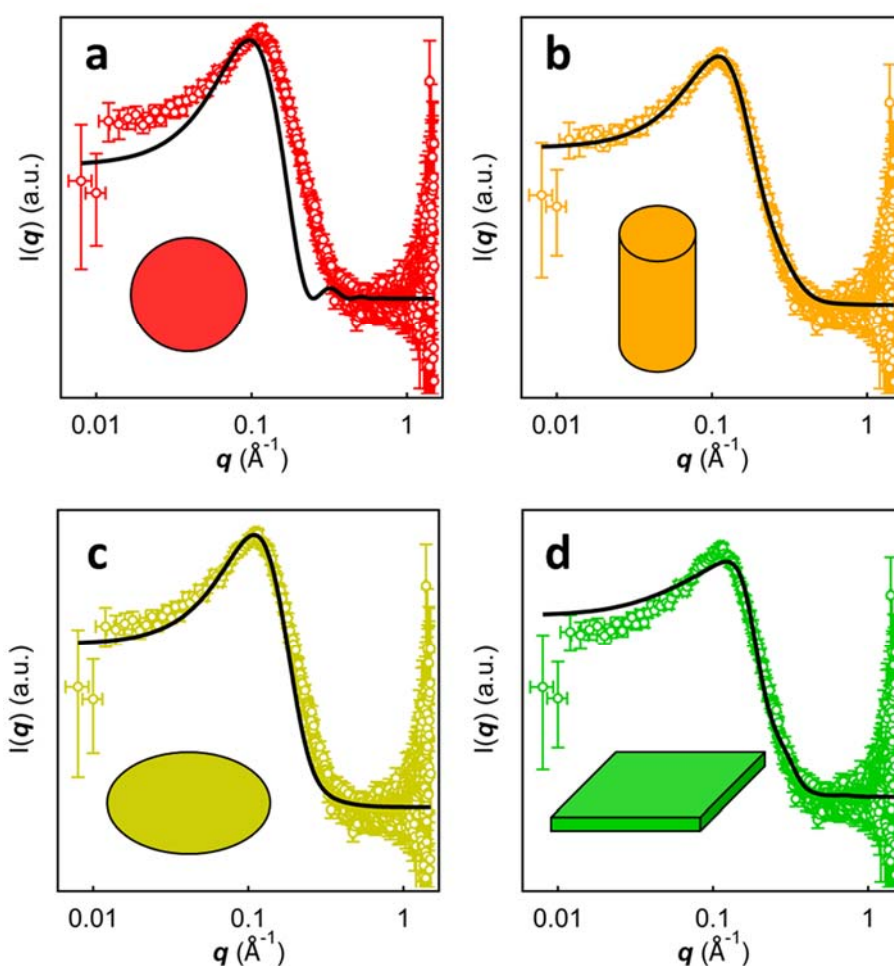 a
I(q) (a.u.)
0.01 0.1 1
q (Å⁻¹)
b
I(q) (a.u.)
0.01 0.1 1
q (Å⁻¹)
c
I(q) (a.u.)
0.01 0.1 1
q (Å⁻¹)
d
I(q) (a.u.)
0.01 0.1 1
q (Å⁻¹)